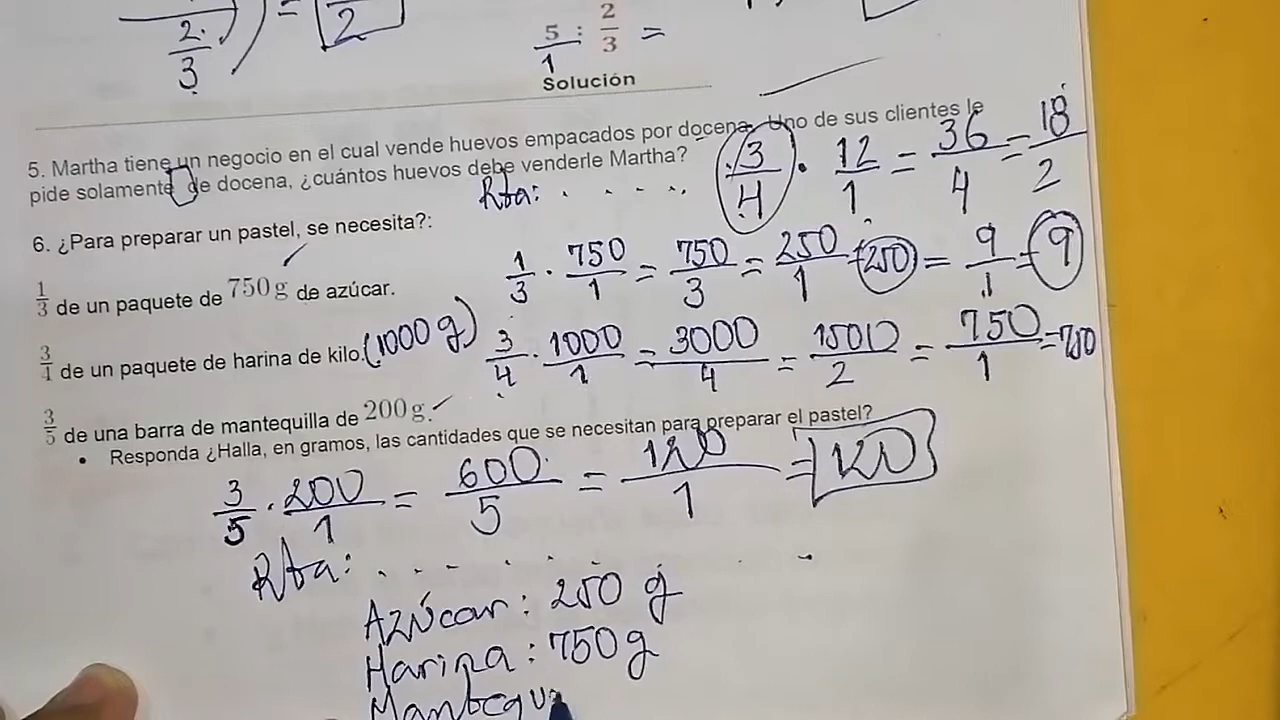 2/3 ) = 2
5/1 : 2/3 =
Solución
5. Martha tiene un negocio en el cual vende huevos empacados por docena. Uno de sus clientes le
pide solamente de docena, ¿cuántos huevos debe venderle Martha?
Rta: . . . . . 3/4 · 12/1 = 36/4 = 18/2
= 9/1 = 9
6. ¿Para preparar un pastel, se necesita?:
1/3 de un paquete de 750 g de azúcar.
1/3 · 750/1 = 750/3 = 250/1 = 250
3/4 de un paquete de harina de kilo. (1000 g)
3/4 · 1000/1 = 3000/4 = 1500/2 = 750/1 = 750
3/5 de una barra de mantequilla de 200 g.
• Responda ¿Halla, en gramos, las cantidades que se necesitan para preparar el pastel?
3/5 · 200/1 = 600/5 = 120/1 = 120
Rta: . . . . .
Azúcar: 250 g
Harina: 750 g
Mantequ